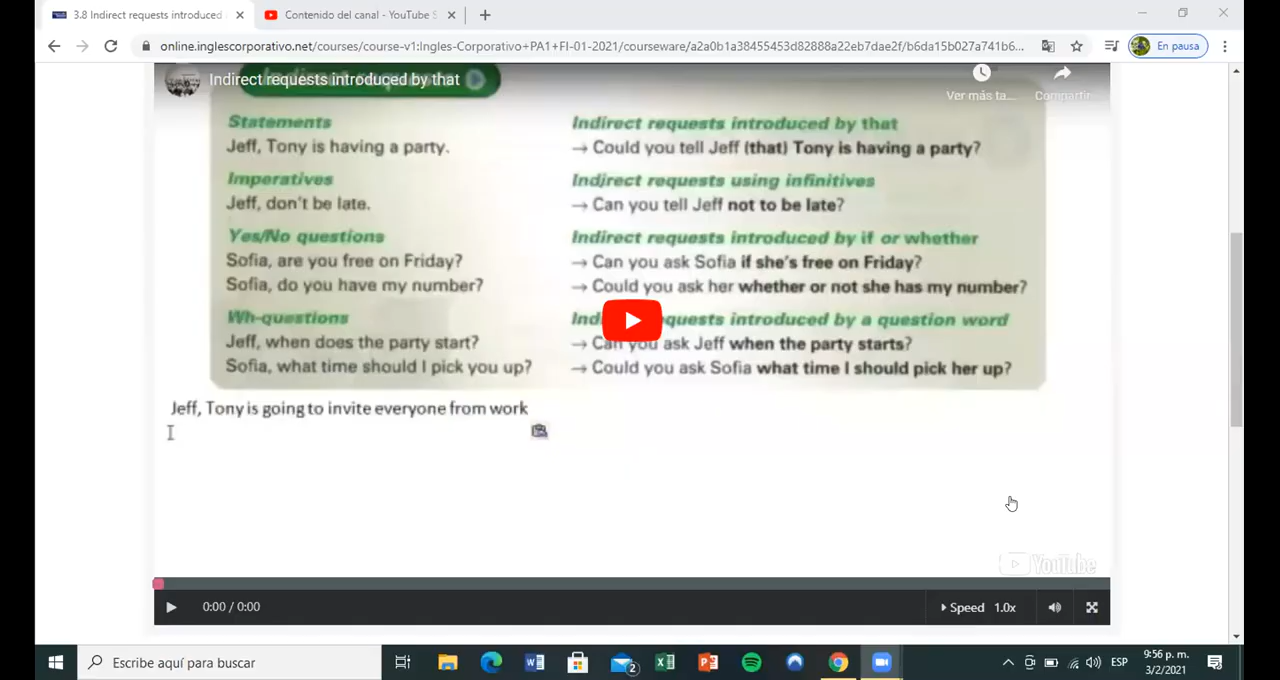 3.8 Indirect requests introduced
Contenido del canal - YouTube S
online.inglescorporativo.net/courses/course-v1:Ingles-Corporativo+PA1+FI-01-2021/courseware/a2a0b1a38455453d82888a22eb7dae2f/b6da15b027a741b6...
En pausa
Indirect requests introduced by that
Ver más ta...
Compartir
Statements
Jeff, Tony is having a party.
Indirect requests introduced by that
→ Could you tell Jeff (that) Tony is having a party?
Imperatives
Jeff, don't be late.
Indirect requests using infinitives
→ Can you tell Jeff not to be late?
Yes/No questions
Sofia, are you free on Friday?
Sofia, do you have my number?
Indirect requests introduced by if or whether
→ Can you ask Sofia if she's free on Friday?
→ Could you ask her whether or not she has my number?
Wh-questions
Jeff, when does the party start?
Sofia, what time should I pick you up?
introduced by a question word
→ Can you ask Jeff when the party starts?
→ Could you ask Sofia what time I should pick her up?
Jeff, Tony is going to invite everyone from work
YouTube
0:00 / 0:00
Speed 1.0x
Escribe aquí para buscar
2
ESP
9:56 p. m.
3/2/2021